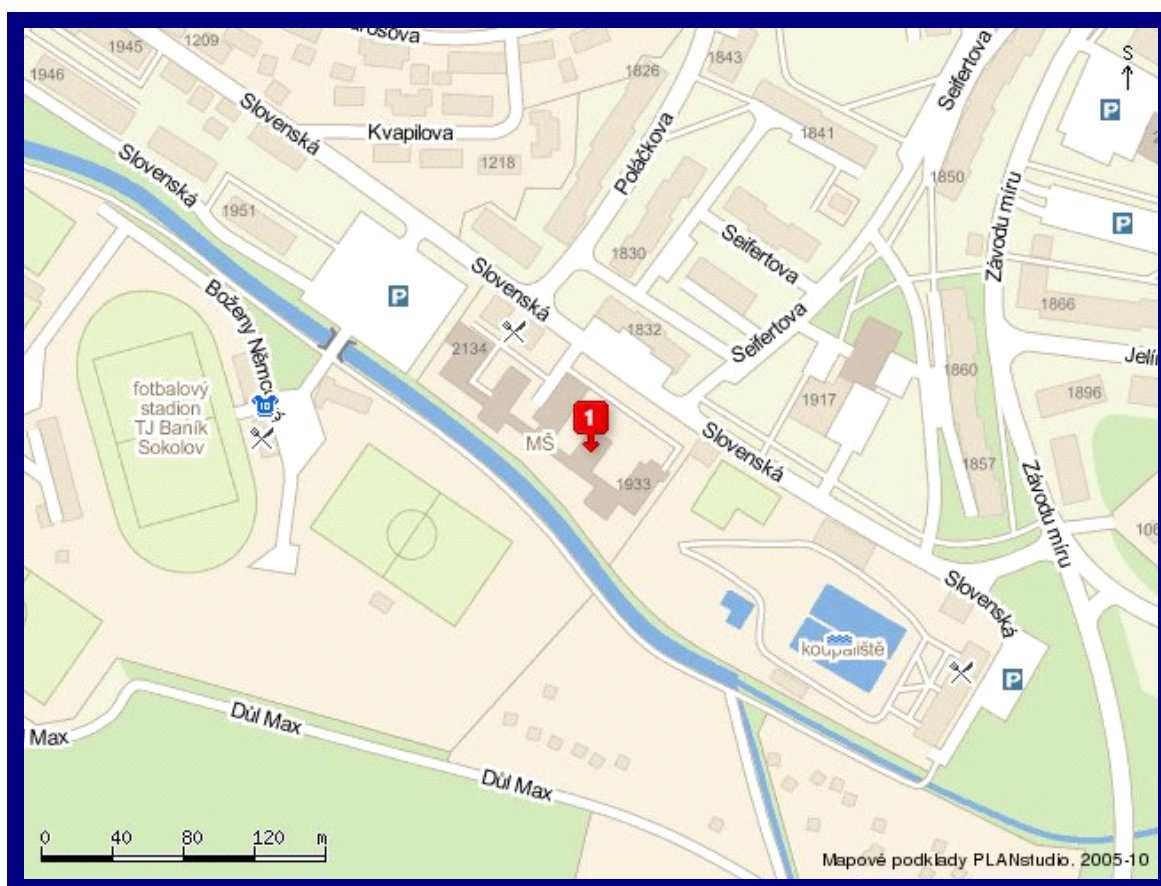 1945
1209
1946
Slovenská
Kvapilova
1218
1826
1843
Poláčkova
1841
Seifertova
S
P
1850
Závodu míru
P
Slovenská
1951
P
Slovenská
1830
Seifertova
1832
Seifertova
1866
Boženy Němcové
2134
1860
1917
1896
fotbalový
stadion
TJ Baník
Sokolov
10
MŠ
1
Slovenská
1933
1857
Závodu míru
Slovenská
koupaliště
P
Důl Max
Max
Důl Max
0 40 80 120 m
Mapové podklady PLANstudio. 2005-10